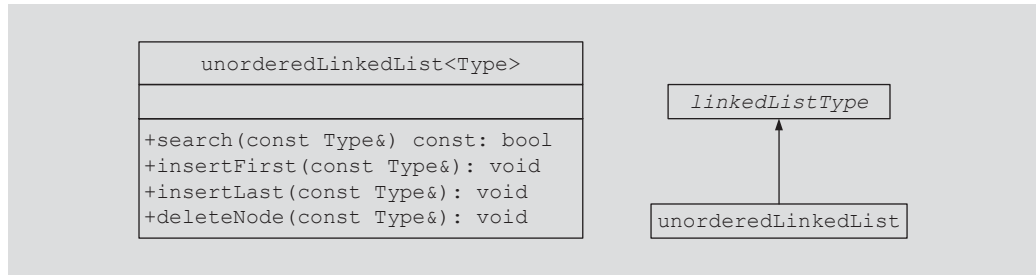 unorderedLinkedList<Type>
+search(const Type&) const: bool
+insertFirst(const Type&): void
+insertLast(const Type&): void
+deleteNode(const Type&): void
linkedListType
unorderedLinkedList